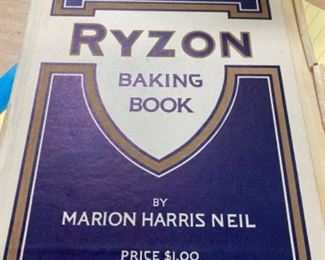 RYZON
BAKING
BOOK
BY
MARION HARRIS NEIL
PRICE $1.00